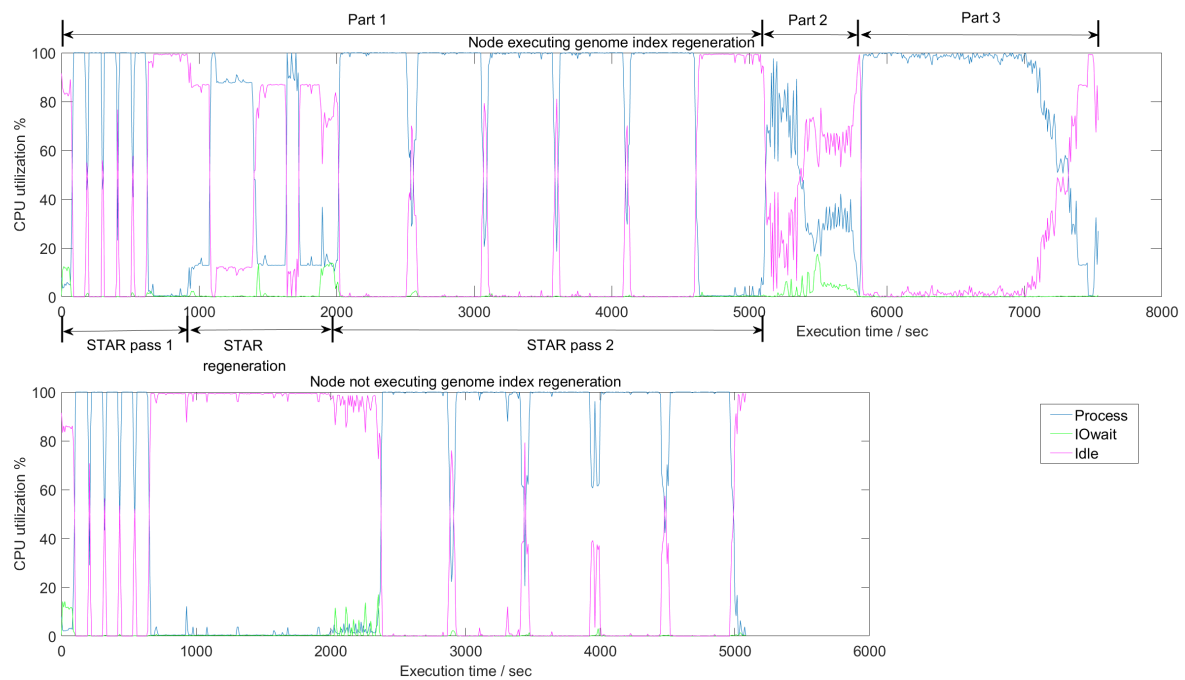 Part 1
Part 2
Part 3
Node executing genome index regeneration
100
80
60
40
20
0
CPU utilization %
0
1000
2000
3000
4000
5000
6000
7000
8000
Execution time / sec
STAR pass 1
STAR
regeneration
STAR pass 2
Node not executing genome index regeneration
100
80
60
40
20
0
CPU utilization %
0
1000
2000
3000
4000
5000
6000
Execution time / sec
Process
IOwait
Idle